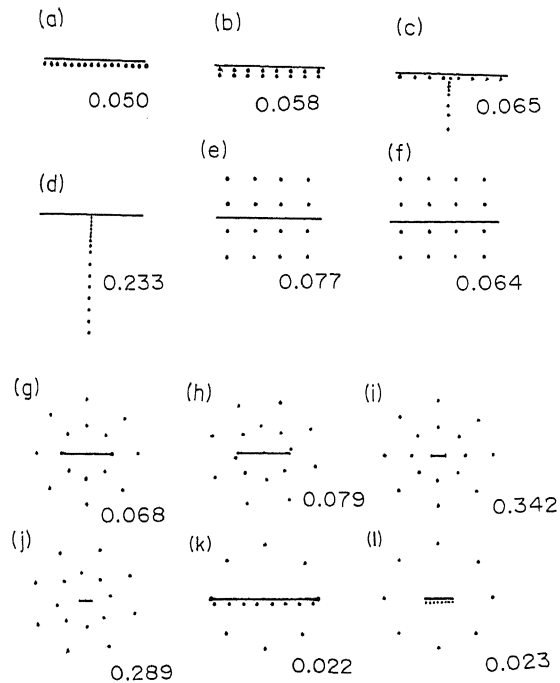 (a)
(b)
(c)
0.050
0.058
0.065
(d)
(e)
(f)
0.233
0.077
0.064
(g)
(h)
(i)
0.068
0.079
0.342
(j)
(k)
(l)
0.289
0.022
0.023